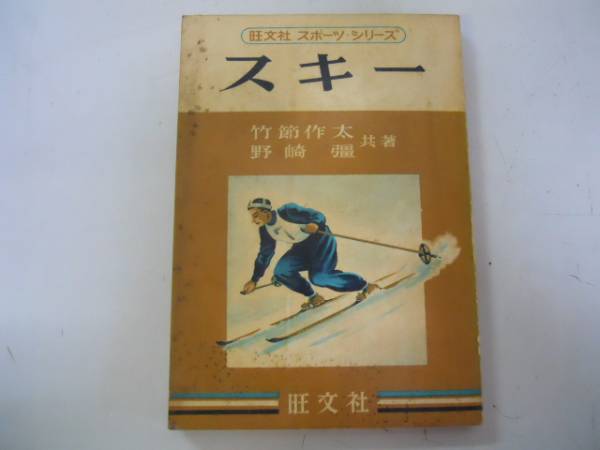 旺文社 スポーツ・シリーズ
スキー
竹節作太
野崎彊
共著
旺文社